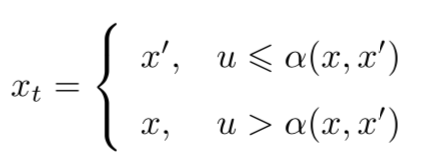 x_t = { x', u ⩽ α(x, x')
x, u > α(x, x')